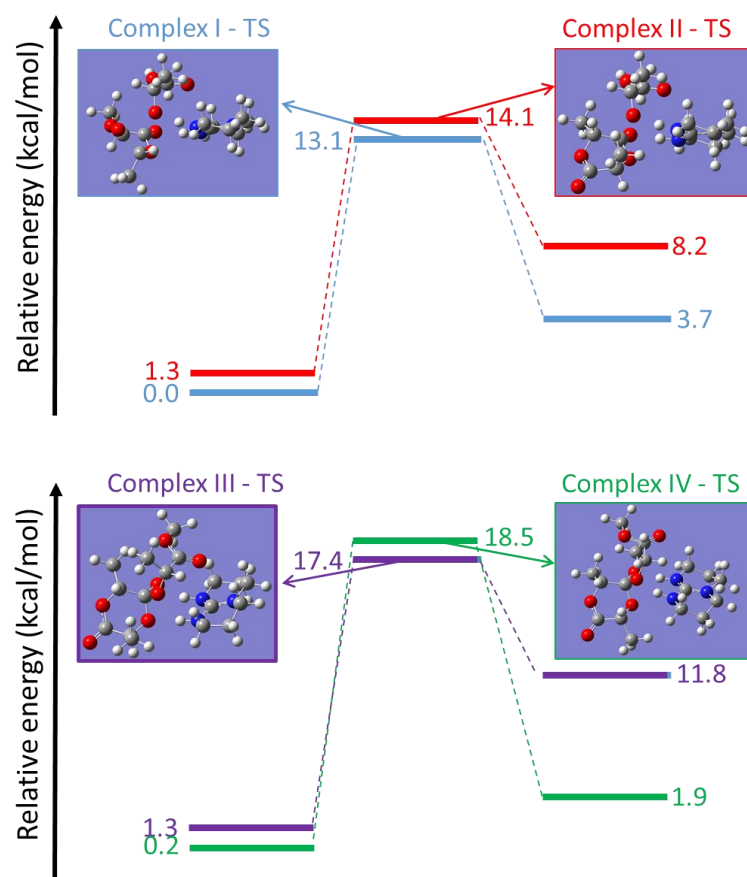 Complex I - TS
Complex II - TS
Relative energy (kcal/mol)
14.1
13.1
8.2
3.7
1.3
0.0
Complex III - TS
Complex IV - TS
Relative energy (kcal/mol)
18.5
17.4
11.8
1.9
1.3
0.2